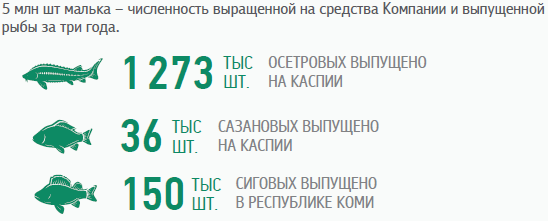 5 млн шт малька – численность выращенной на средства Компании и выпущенной
рыбы за три года.
1 273 ТЫС ШТ. ОСЕТРОВЫХ ВЫПУЩЕНО НА КАСПИИ
36 ТЫС ШТ. САЗАНОВЫХ ВЫПУЩЕНО НА КАСПИИ
150 ТЫС ШТ. СИГОВЫХ ВЫПУЩЕНО В РЕСПУБЛИКЕ КОМИ